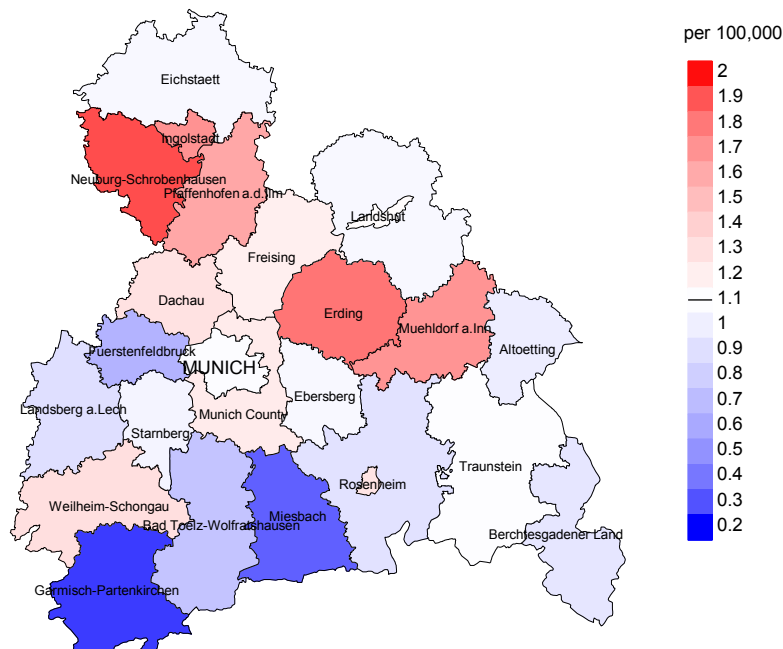 per 100,000
2
1.9
1.8
1.7
1.6
1.5
1.4
1.3
1.2
1.1
1
0.9
0.8
0.7
0.6
0.5
0.4
0.3
0.2
Eichstaett
Ingolstadt
Neuburg-Schrobenhausen
Pfaffenhofen a.d.Ilm
Landshut
Freising
Dachau
Erding
Muehldorf a.Inn
Altoetting
Fuerstenfeldbruck
MUNICH
Ebersberg
Landsberg a.Lech
Munich County
Starnberg
Traunstein
Rosenheim
Weilheim-Schongau
Miesbach
Bad Toelz-Wolfratshausen
Berchtesgadener Land
Garmisch-Partenkirchen